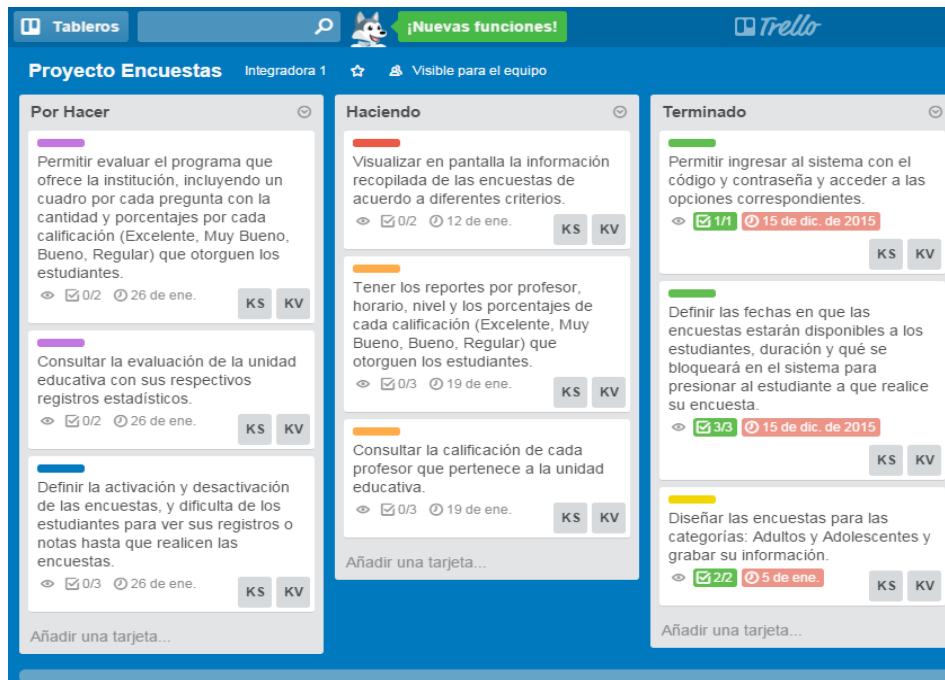 Tableros
¡Nuevas funciones!
Trello
Proyecto Encuestas
Integradora 1
Visible para el equipo
Por Hacer
Permitir evaluar el programa que
ofrece la institución, incluyendo un
cuadro por cada pregunta con la
cantidad y porcentajes por cada
calificación (Excelente, Muy Bueno,
Bueno, Regular) que otorguen los
estudiantes.
0/2 26 de ene.
KS KV
Consultar la evaluación de la unidad
educativa con sus respectivos
registros estadísticos.
0/2 26 de ene.
KS KV
Definir la activación y desactivación
de las encuestas, y dificulta de los
estudiantes para ver sus registros o
notas hasta que realicen las
encuestas.
0/3 26 de ene.
KS KV
Añadir una tarjeta...
Haciendo
Visualizar en pantalla la información
recopilada de las encuestas de
acuerdo a diferentes criterios.
0/2 12 de ene.
KS KV
Tener los reportes por profesor,
horario, nivel y los porcentajes de
cada calificación (Excelente, Muy
Bueno, Bueno, Regular) que
otorguen los estudiantes.
0/3 19 de ene.
KS KV
Consultar la calificación de cada
profesor que pertenece a la unidad
educativa.
0/3 19 de ene.
KS KV
Añadir una tarjeta...
Terminado
Permitir ingresar al sistema con el
código y contraseña y acceder a las
opciones correspondientes.
1/1 15 de dic. de 2015
KS KV
Definir las fechas en que las
encuestas estarán disponibles a los
estudiantes, duración y qué se
bloqueará en el sistema para
presionar al estudiante a que realice
su encuesta.
3/3 15 de dic. de 2015
KS KV
Diseñar las encuestas para las
categorías: Adultos y Adolescentes y
grabar su información.
2/2 5 de ene.
KS KV
Añadir una tarjeta...